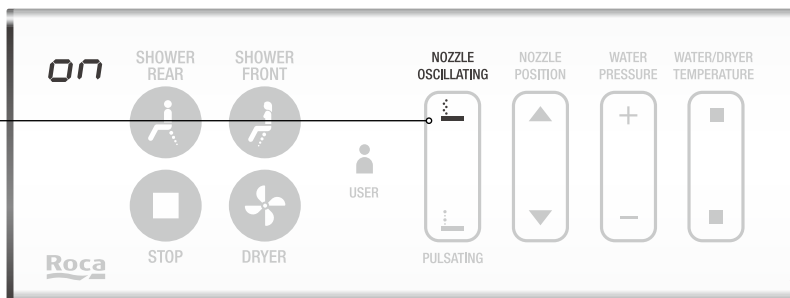 on
SHOWER
REAR
SHOWER
FRONT
NOZZLE
OSCILLATING
NOZZLE
POSITION
WATER
PRESSURE
WATER/DRYER
TEMPERATURE
USER
STOP
DRYER
PULSATING
Roca